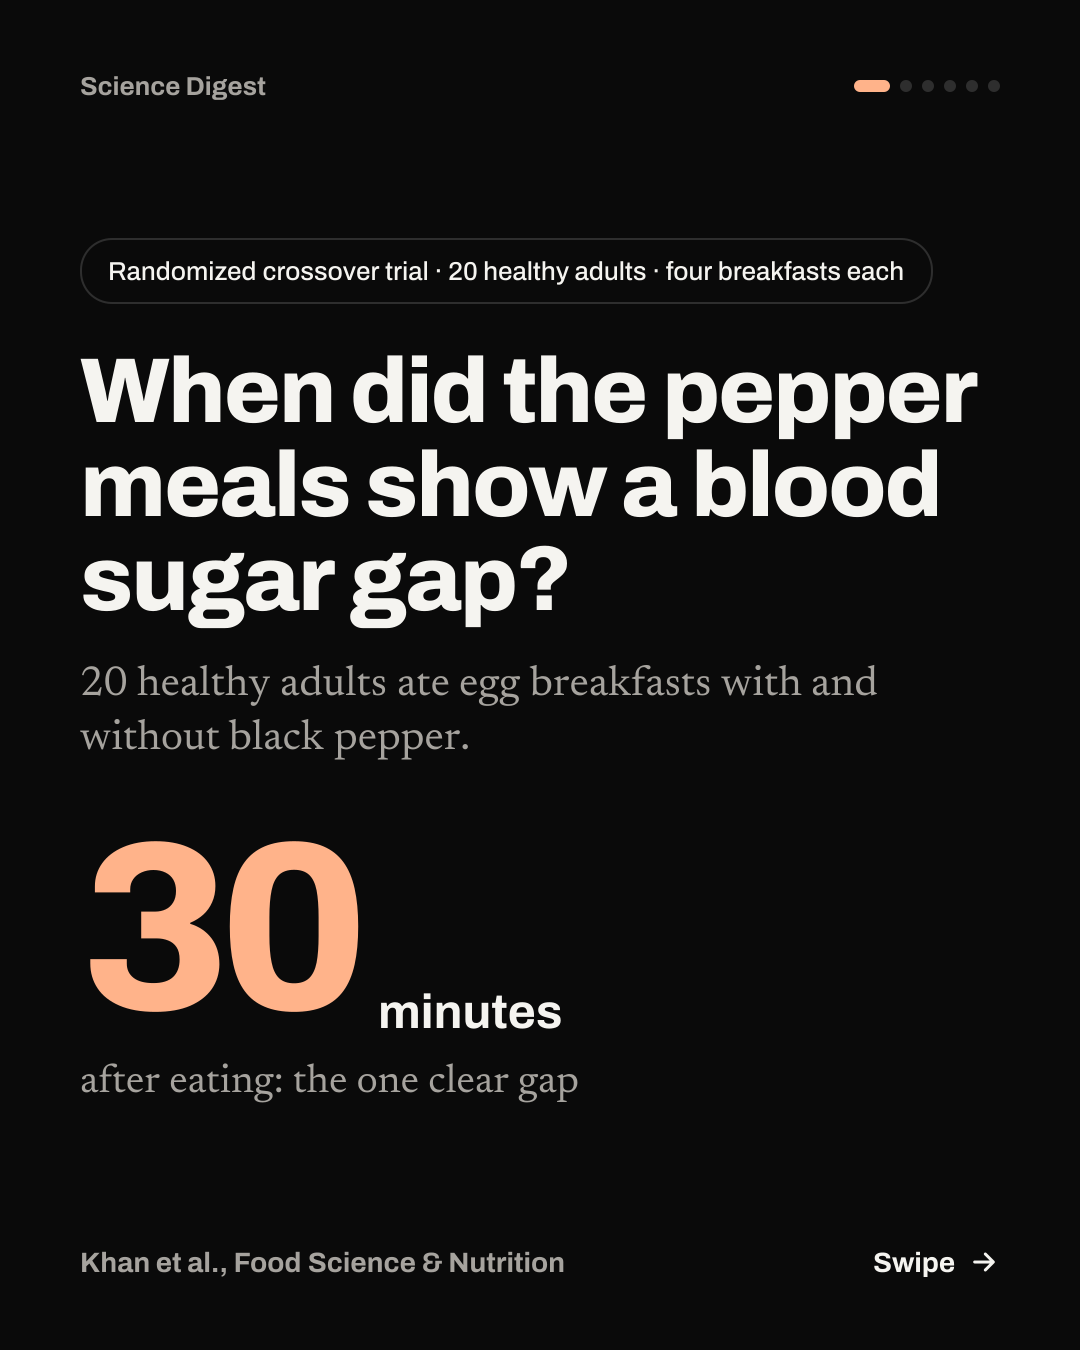 Science Digest
Randomized crossover trial · 20 healthy adults · four breakfasts each
When did the pepper
meals show a blood
sugar gap?
20 healthy adults ate egg breakfasts with and
without black pepper.
30 minutes
after eating: the one clear gap
Khan et al., Food Science & Nutrition
Swipe →